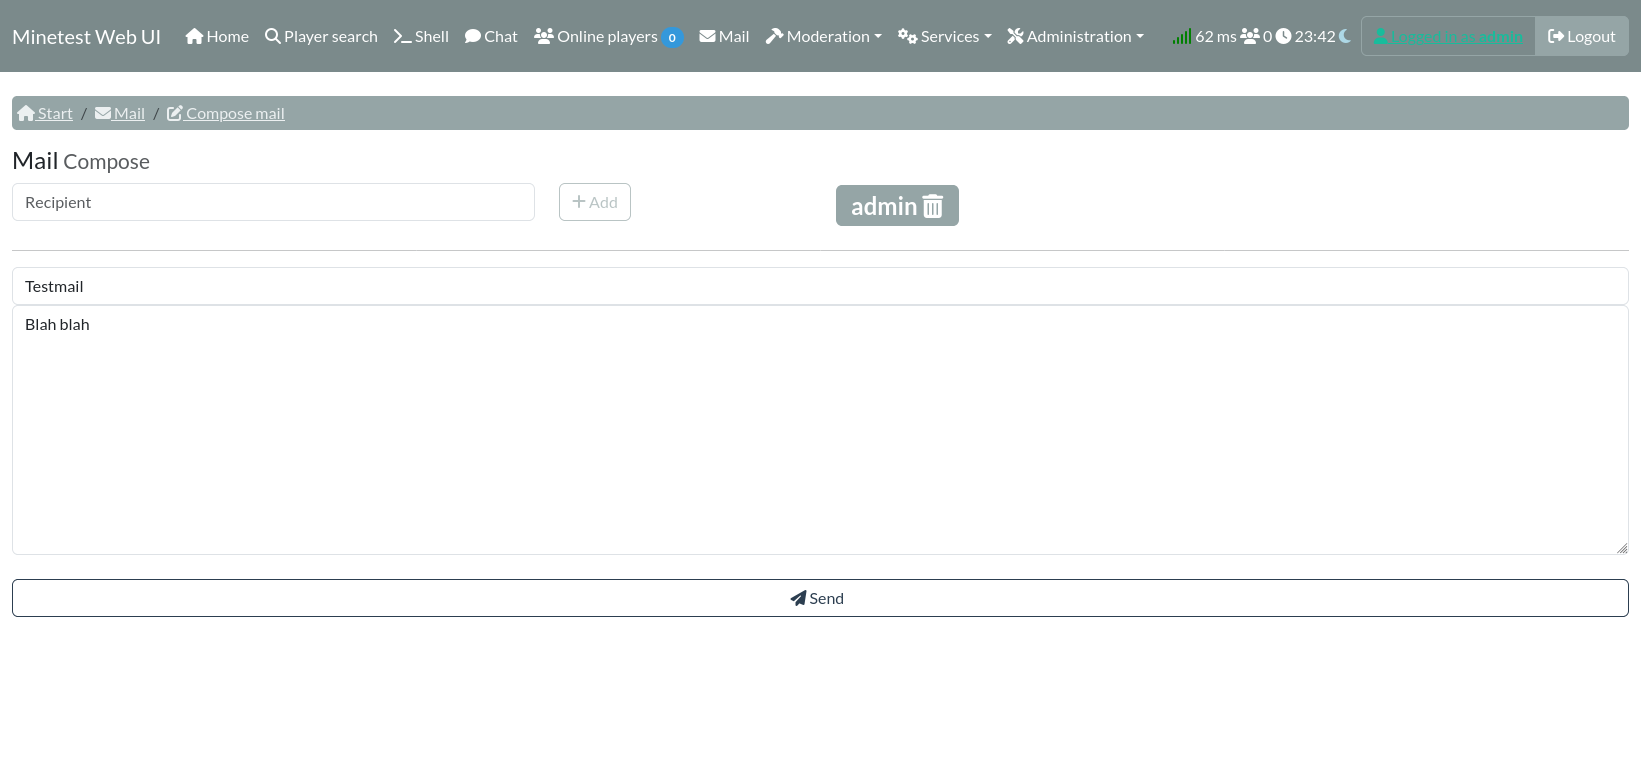 Minetest Web UI Home Player search Shell Chat Online players 0 Mail Moderation Services Administration 62 ms 0 23:42 Logged in as admin Logout
Start / Mail / Compose mail
Mail Compose
Recipient + Add admin
Testmail
Blah blah
Send